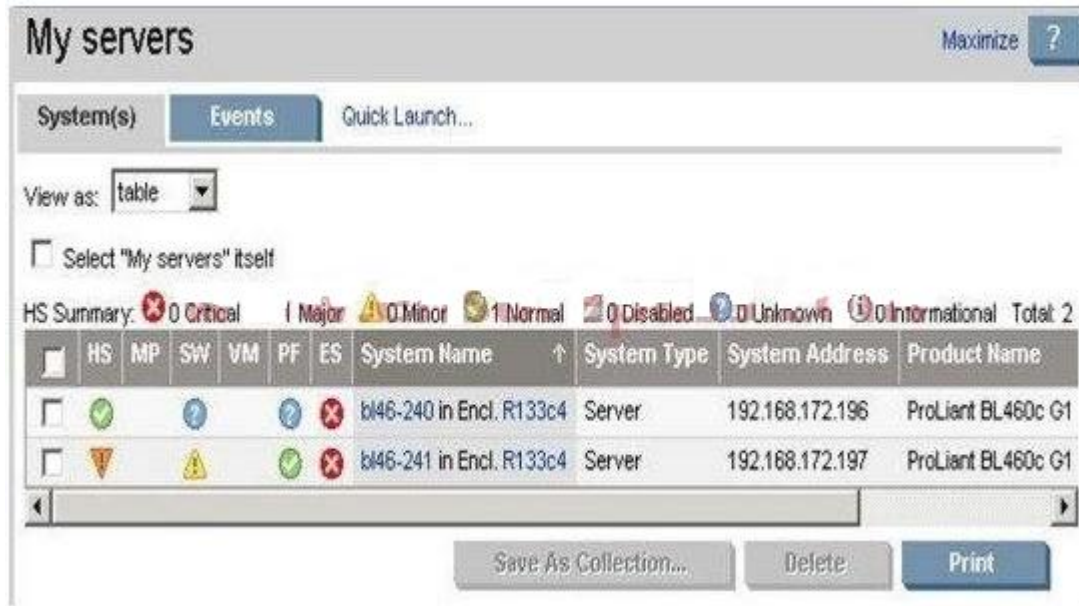 My servers
Maximize ?
System(s) Events Quick Launch...
View as: table
Select "My servers" itself
HS Summary: 0 Critical 1 Major 0 Minor 1 Normal 0 Disabled 0 Unknown 0 International Total: 2
HS MP SW VM PF ES System Name ↑ System Type System Address Product Name
bl46-240 in Encl. R133c4 Server 192.168.172.196 ProLiant BL460c G1
bl46-241 in Encl. R133c4 Server 192.168.172.197 ProLiant BL460c G1
Save As Collection... Delete Print